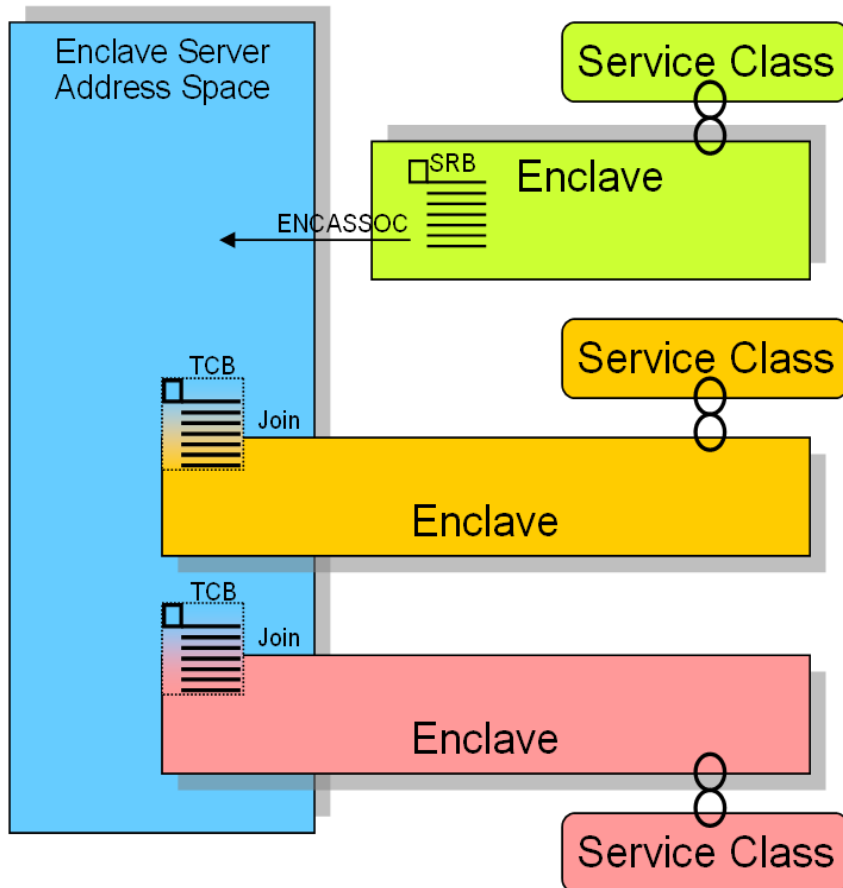 Enclave Server
Address Space
Service Class
SRB
Enclave
ENCASSOC
Service Class
TCB
Join
Enclave
TCB
Join
Enclave
Service Class